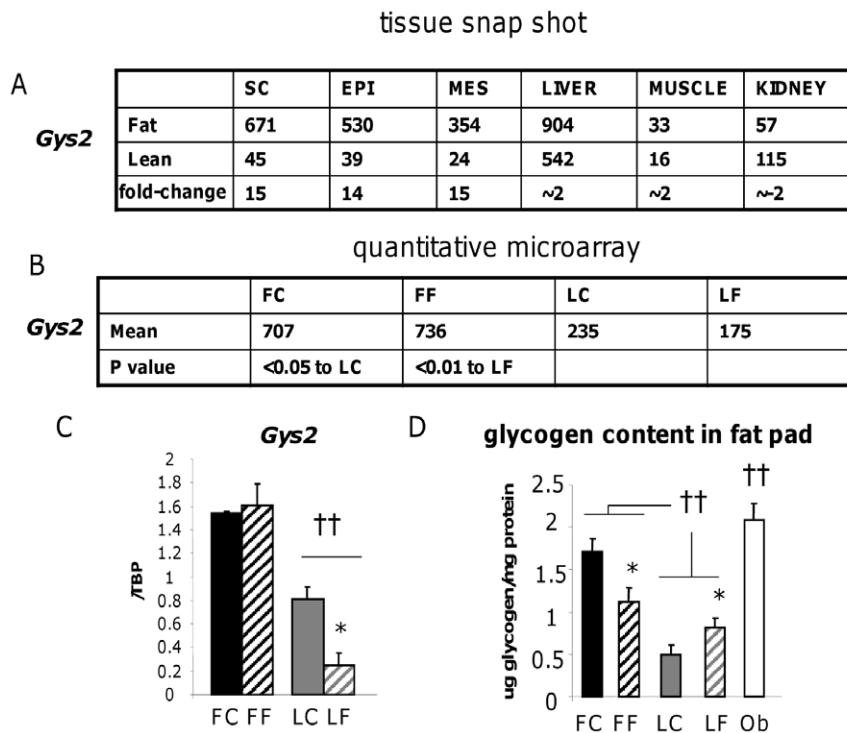 tissue snap shot
A
SC EPI MES LIVER MUSCLE KIDNEY
Gys2
Fat 671 530 354 904 33 57
Lean 45 39 24 542 16 115
fold-change 15 14 15 ~2 ~2 ~-2
quantitative microarray
B
FC FF LC LF
Gys2
Mean 707 736 235 175
P value <0.05 to LC <0.01 to LF
C Gys2
/TBP
2
1.8
1.6
1.4
1.2
1
0.8
0.6
0.4
0.2
0
††
*
FC FF LC LF
D glycogen content in fat pad
ug glycogen/mg protein
2.5
2
1.5
1
0.5
0
††
††
*
*
FC FF LC LF Ob